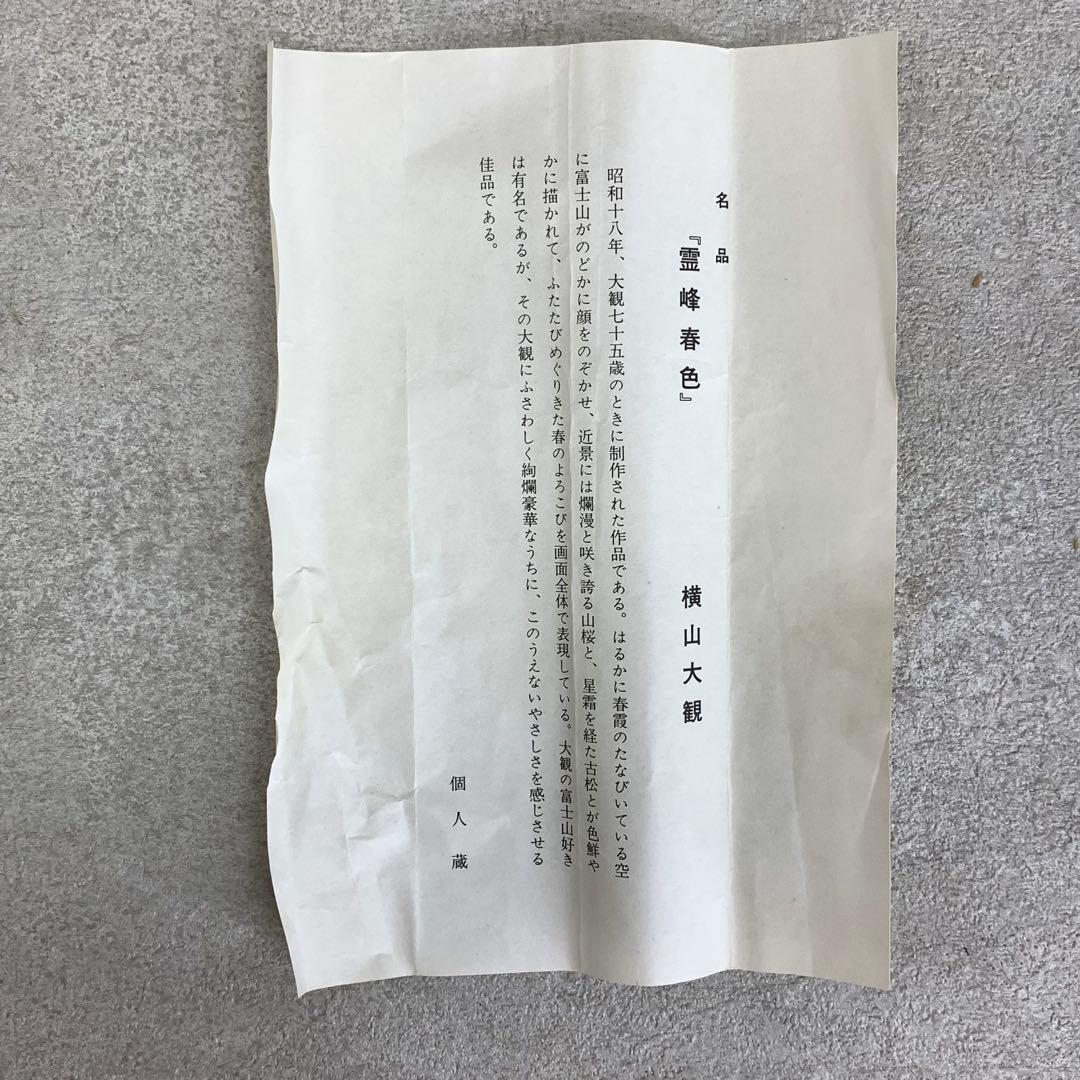 名品
『霊峰春色』 横山大観
昭和十八年、大観七十五歳のときに制作された作品である。はるかに春霞のたなびいている空
に富士山がのどかに顔をのぞかせ、近景には爛漫と咲き誇る山桜と、星霜を経た古松とが色鮮や
かに描かれて、ふたたびめぐりきた春のよろこびを画面全体で表現している。大観の富士山好き
は有名であるが、その大観にふさわしく絢爛豪華なうちに、このうえないやさしさを感じさせる
佳品である。
個人蔵